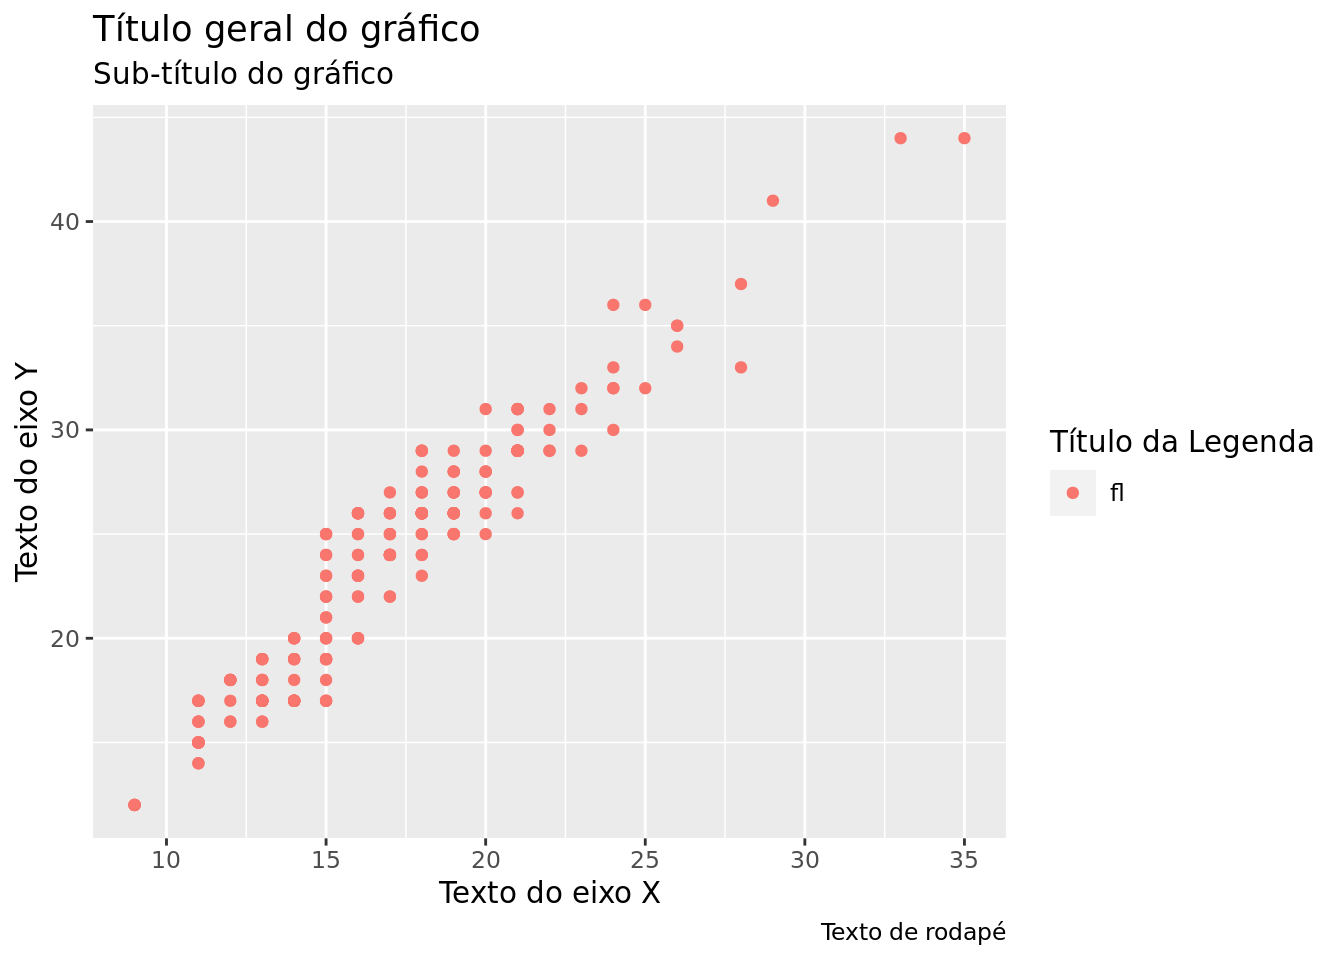 Título geral do gráfico
Sub-título do gráfico
Texto do eixo Y
40
30
20
10 15 20 25 30 35
Texto do eixo X
Texto de rodapé
Título da Legenda
fl